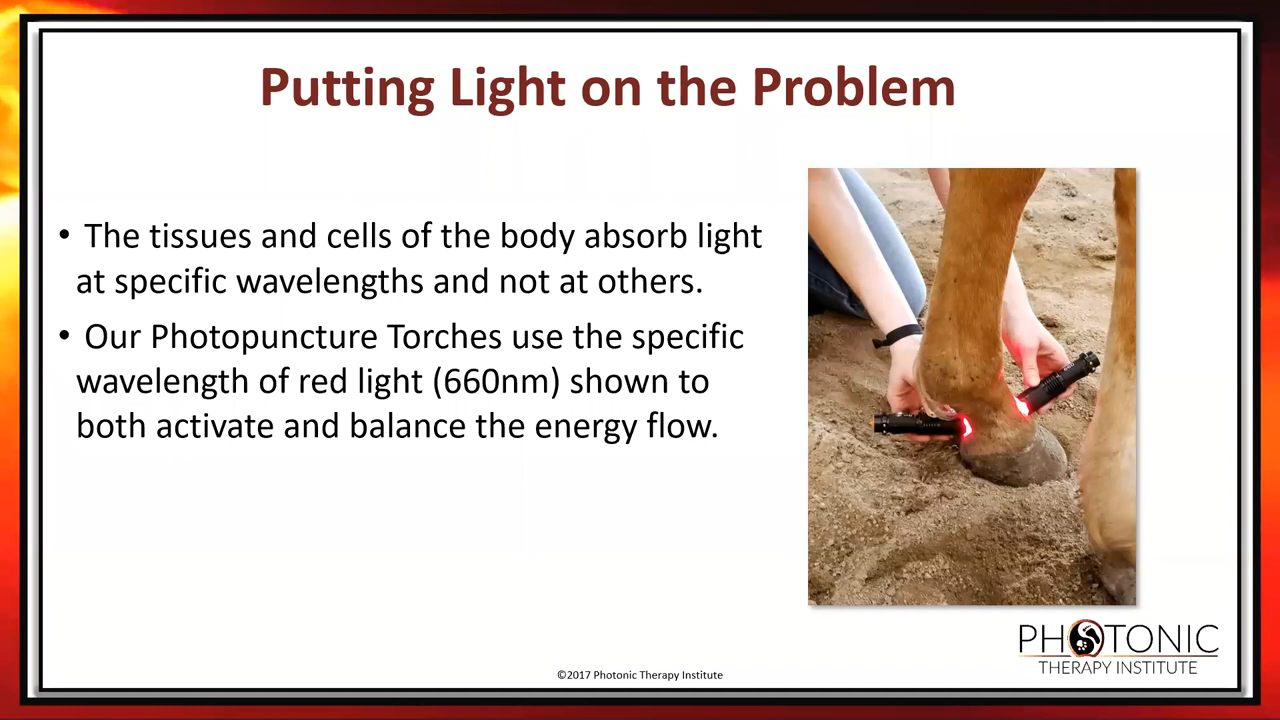 Putting Light on the Problem
• The tissues and cells of the body absorb light
at specific wavelengths and not at others.
• Our Photopuncture Torches use the specific
wavelength of red light (660nm) shown to
both activate and balance the energy flow.
PHOTONIC
THERAPY INSTITUTE
©2017 Photonic Therapy Institute